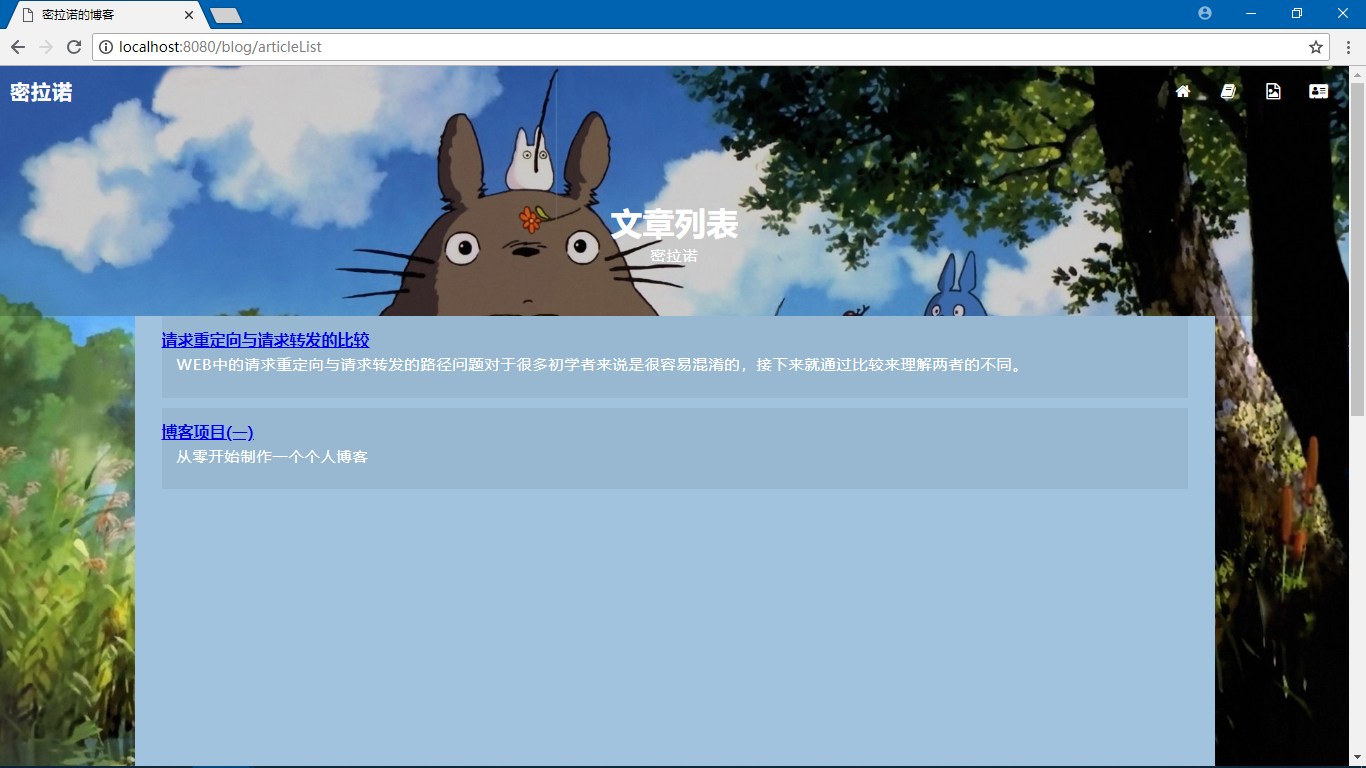 密拉诺的博客
localhost:8080/blog/articleList
密拉诺
文章列表
密拉诺
请求重定向与请求转发的比较
WEB中的请求重定向与请求转发的路径问题对于很多初学者来说是很容易混淆的，接下来就通过比较来理解两者的不同。
博客项目(一)
从零开始制作一个个人博客